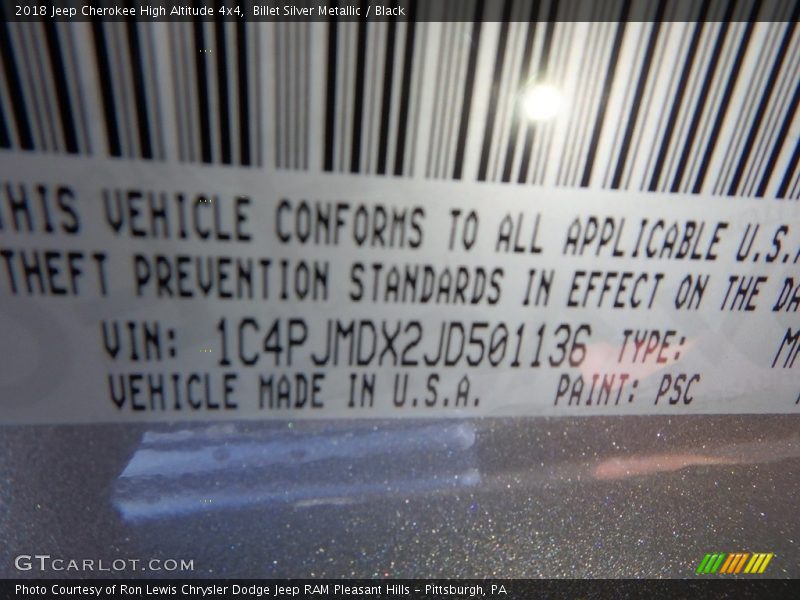 2018 Jeep Cherokee High Altitude 4x4,  Billet Silver Metallic / Black
THIS VEHICLE CONFORMS TO ALL APPLICABLE U.S.
THEFT PREVENTION STANDARDS IN EFFECT ON THE DA
VIN: 1C4PJMDX2JD501136 TYPE:
VEHICLE MADE IN U.S.A. PAINT: PSC
GTCARLOT.COM
Photo Courtesy of Ron Lewis Chrysler Dodge Jeep RAM Pleasant Hills - Pittsburgh, PA